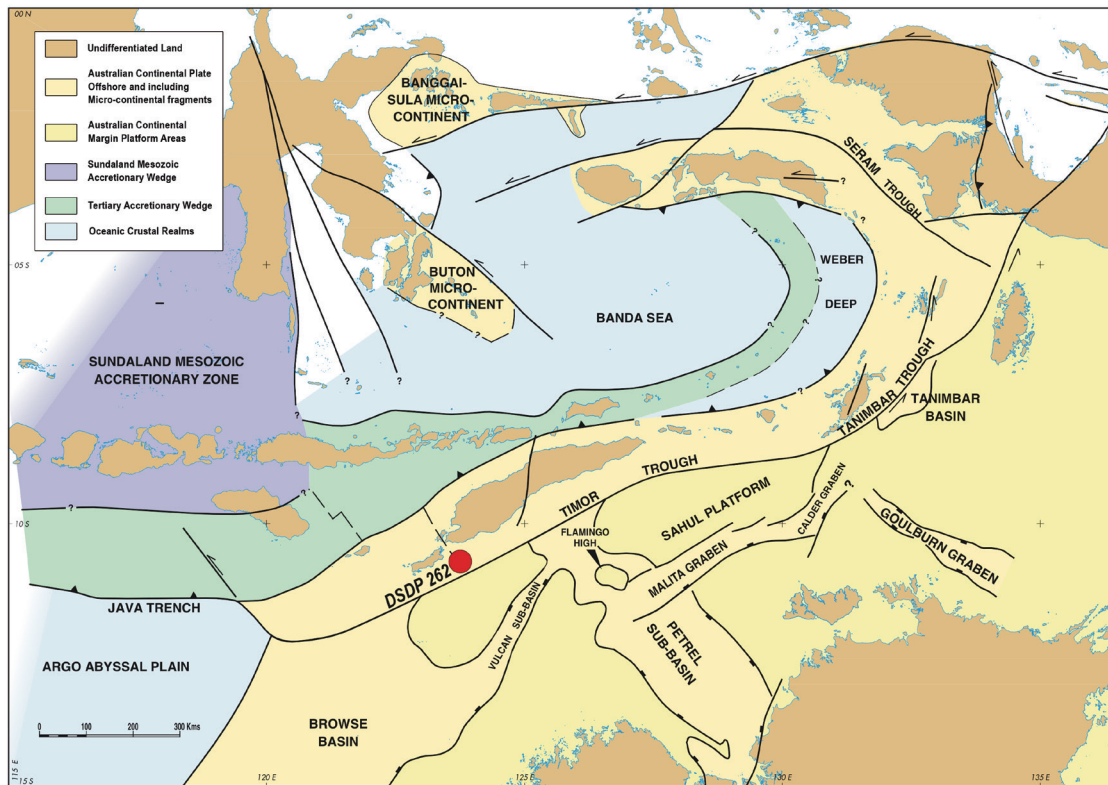 00 N
Undifferentiated Land
Australian Continental Plate
Offshore and including
Micro-continental fragments
Australian Continental
Margin Platform Areas
Sundaland Mesozoic
Accretionary Wedge
Tertiary Accretionary Wedge
Oceanic Crustal Realms
BANGGAI-
SULA MICRO-
CONTINENT
SERAM TROUGH
?
05 S
WEBER
DEEP
BUTON
MICRO-
CONTINENT
?
?
?
?
?
BANDA SEA
?
?
SUNDALAND MESOZOIC
ACCRETIONARY ZONE
?
?
?
?
?
TANIMBAR TROUGH
TANIMBAR
BASIN
?
?
10 S
TIMOR TROUGH
SAHUL PLATFORM
CALDER GRABEN
?
GOULBURN GRABEN
FLAMINGO
HIGH
MALITA GRABEN
DSDP 262
JAVA TRENCH
VULCAN SUB-BASIN
PETREL
SUB-BASIN
ARGO ABYSSAL PLAIN
BROWSE
BASIN
0 100 200 300 Kms
115 E
15 S
120 E
125 E
130 E
135 E